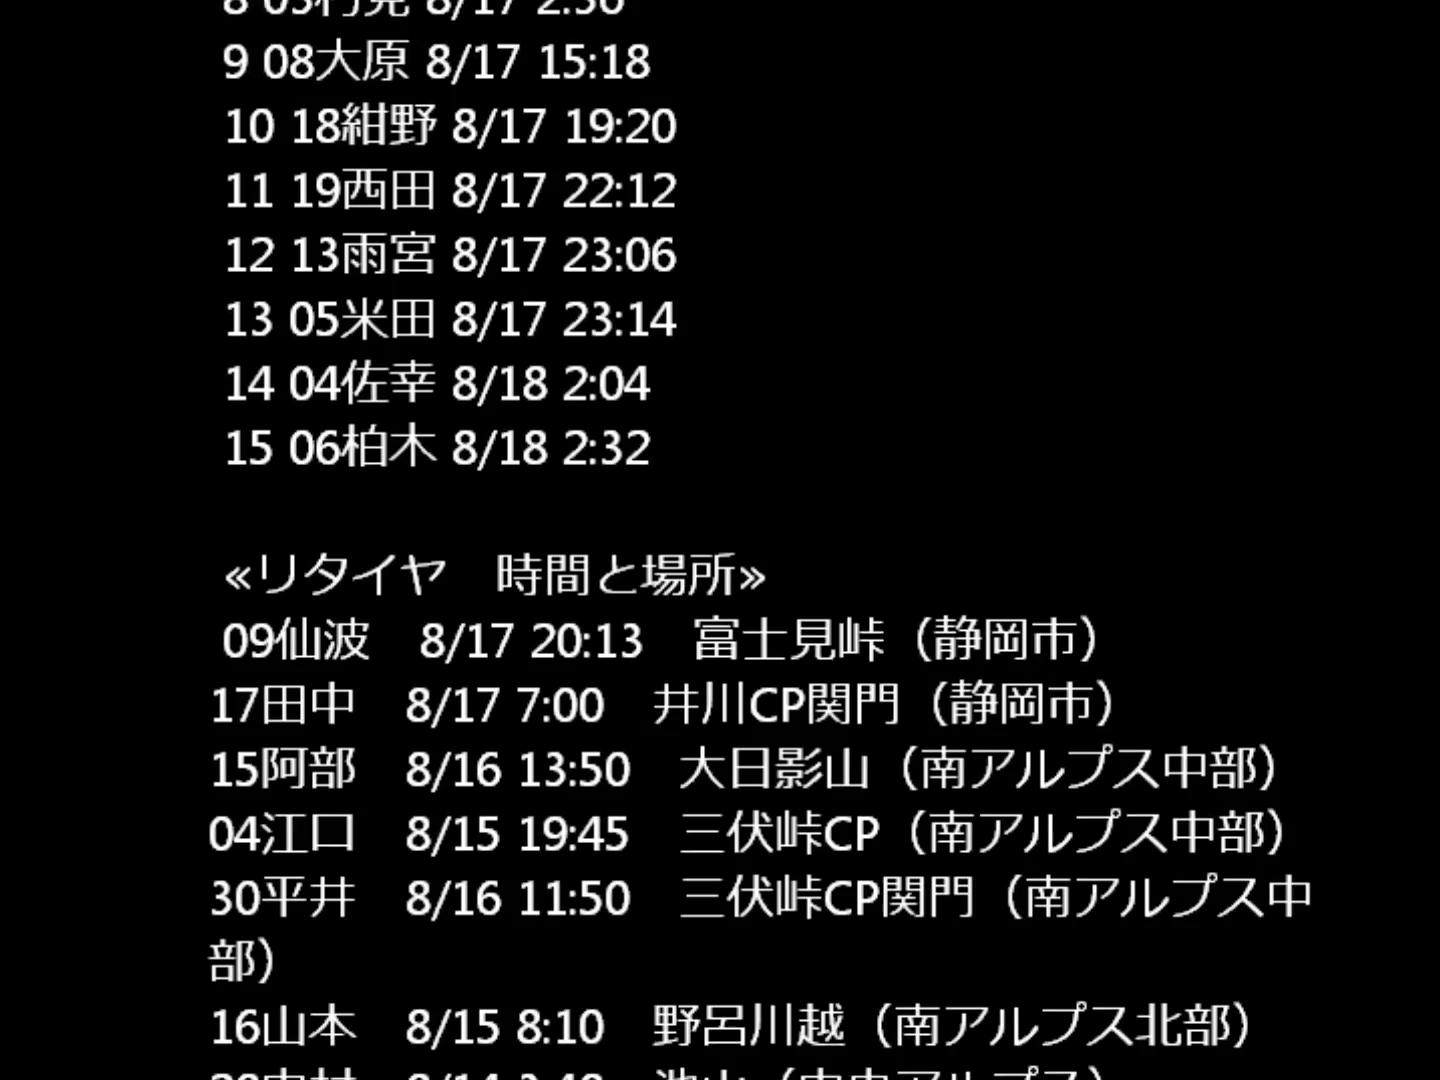 9 08大原 8/17 15:18
10 18紺野 8/17 19:20
11 19西田 8/17 22:12
12 13雨宮 8/17 23:06
13 05米田 8/17 23:14
14 04佐幸 8/18 2:04
15 06柏木 8/18 2:32
«リタイヤ　時間と場所»
09仙波　8/17 20:13　富士見峠（静岡市）
17田中　8/17 7:00　井川CP関門（静岡市）
15阿部　8/16 13:50　大日影山（南アルプス中部）
04江口　8/15 19:45　三伏峠CP（南アルプス中部）
30平井　8/16 11:50　三伏峠CP関門（南アルプス中
部）
16山本　8/15 8:10　野呂川越（南アルプス北部）